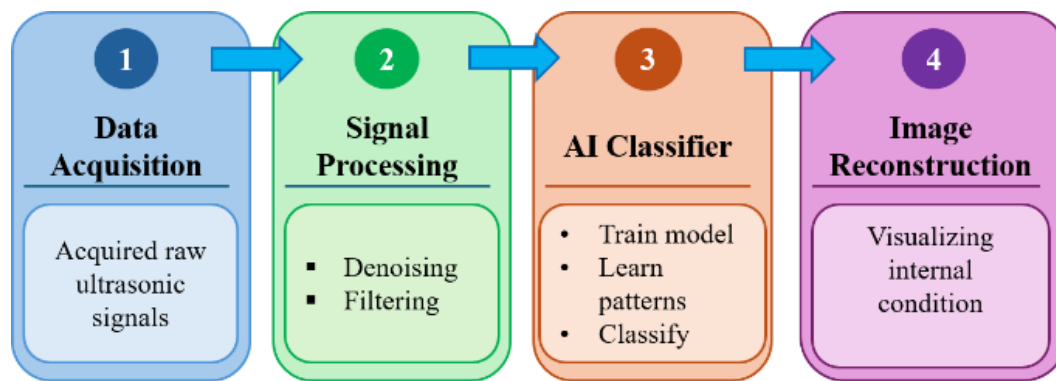 1
Data
Acquisition
Acquired raw
ultrasonic
signals
2
Signal
Processing
▪ Denoising
▪ Filtering
3
AI Classifier
• Train model
• Learn
patterns
• Classify
4
Image
Reconstruction
Visualizing
internal
condition